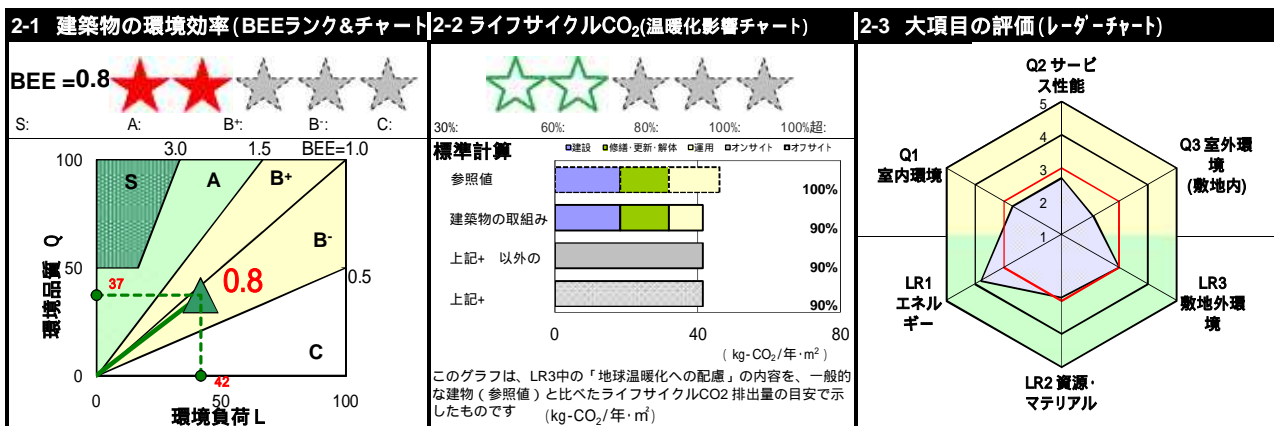 2-1 建築物の環境効率(BEEランク&チャート
BEE =0.8
S: A: B+: B-: C:
3.0 1.5 BEE=1.0
100
S A B+
B-
50
0.5
37
0.8
C
環境品質 Q
0
42
0 50 100
環境負荷 L
2-2 ライフサイクルCO2(温暖化影響チャート)
30%: 60%: 80%: 100%: 100%超:
標準計算
建設 修繕・更新・解体 運用 オンサイト オフサイト
参照値 100%
建築物の取組み 90%
上記+ 以外の 90%
上記+ 90%
0 40 80
( kg-CO2/年・m2 )
このグラフは、LR3中の「地球温暖化への配慮」の内容を、一般的
な建物(参照値)と比べたライフサイクルCO2 排出量の目安で示
したものです (kg-CO2/年・㎡)
2-3 大項目の評価(レーダーチャート)
Q2 サービ
ス性能
5
4
3
2
1
Q1
室内環境
Q3 室外環
境
(敷地内)
LR1
エネル
ギー
LR3
敷地外環
境
LR2 資源・
マテリアル